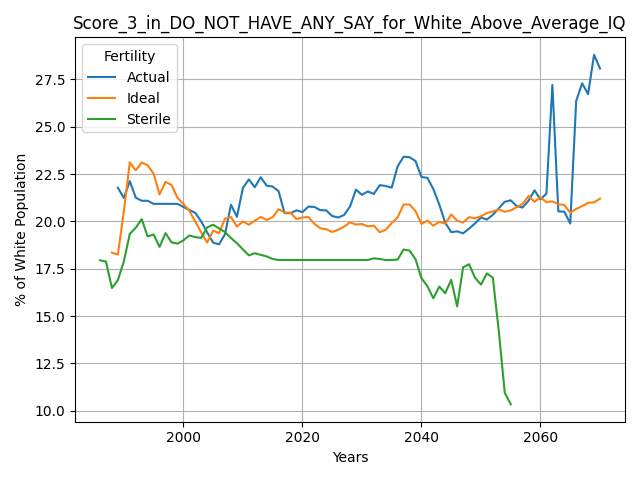 Score_3_in_DO_NOT_HAVE_ANY_SAY_for_White_Above_Average_IQ
Fertility
Actual
Ideal
Sterile
27.5
25.0
22.5
20.0
17.5
15.0
12.5
10.0
% of White Population
2000
2020
2040
2060
Years